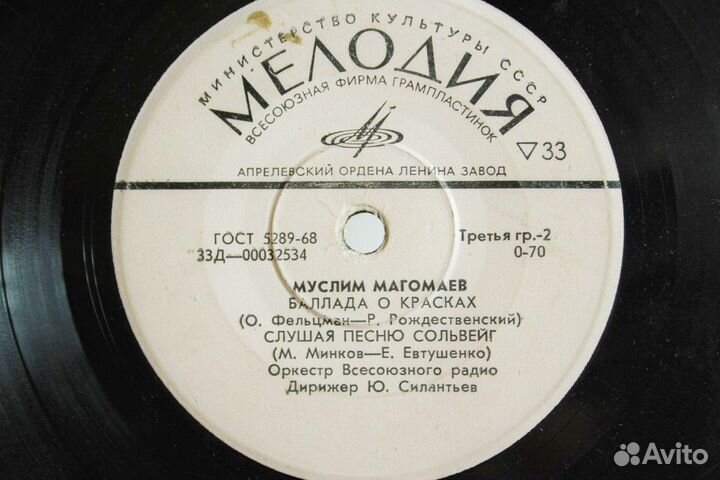 МИНИСТЕРСТВО КУЛЬТУРЫ СССР
МЕЛОДИЯ
ВСЕСОЮЗНАЯ ФИРМА ГРАМПЛАСТИНОК
▽33
АПРЕЛЕВСКИЙ ОРДЕНА ЛЕНИНА ЗАВОД
ГОСТ 5289-68
Третья гр.-2
33Д—00032534
0-70
МУСЛИМ МАГОМАЕВ
БАЛЛАДА О КРАСКАХ
(О. Фельцман—Р. Рождественский)
СЛУШАЯ ПЕСНЮ СОЛЬВЕЙГ
(М. Минков—Е. Евтушенко)
Оркестр Всесоюзного радио
Дирижер Ю. Силантьев
Avito